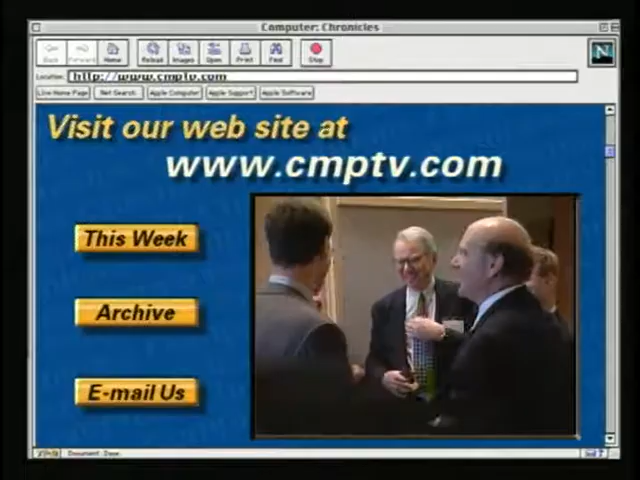 Computer: Chronicles
Back Forward Home Reload Images Open Print Find Stop
N
Location: http://www.cmptv.com
Live Home Page Net Search Apple Computer Apple Support Apple Software
Visit our web site at
www.cmptv.com
This Week
Archive
E-mail Us
Document: Done.